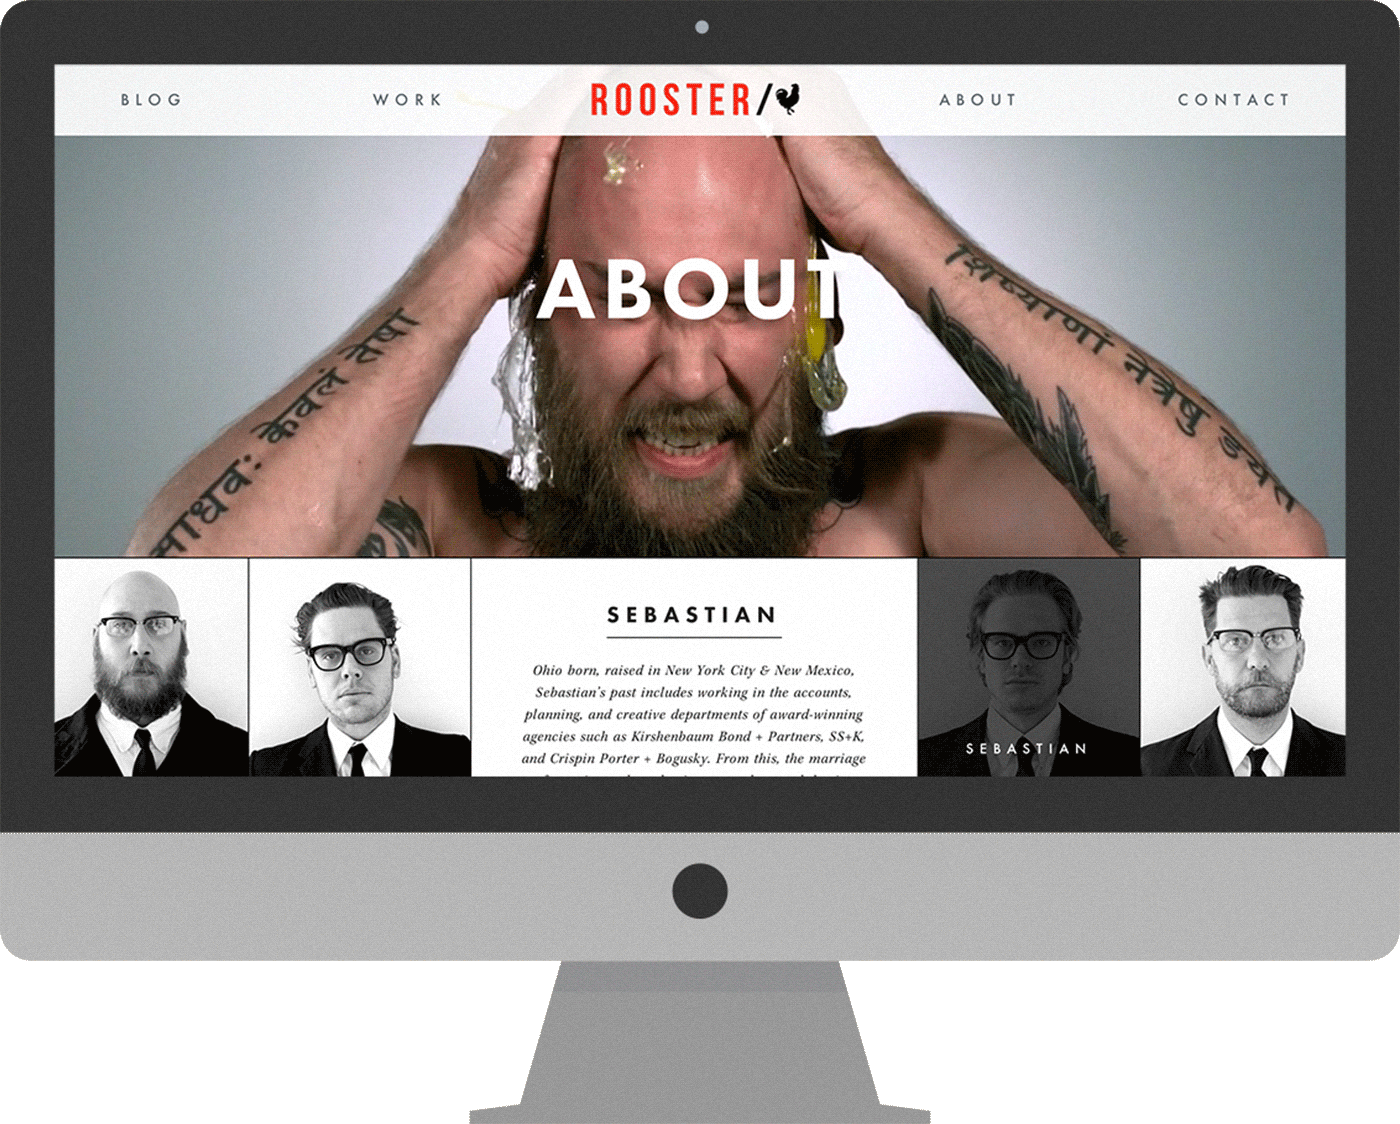 BLOG
WORK
ROOSTER/
ABOUT
CONTACT
ABOUT
माधवः केवलं तेषा
शिष्याणां नेत्रेषु
SEBASTIAN
Ohio born, raised in New York City & New Mexico,
Sebastian's past includes working in the accounts,
planning, and creative departments of award-winning
agencies such as Kirshenbaum Bond + Partners, SS+K,
and Crispin Porter + Bogusky. From this, the marriage
SEBASTIAN